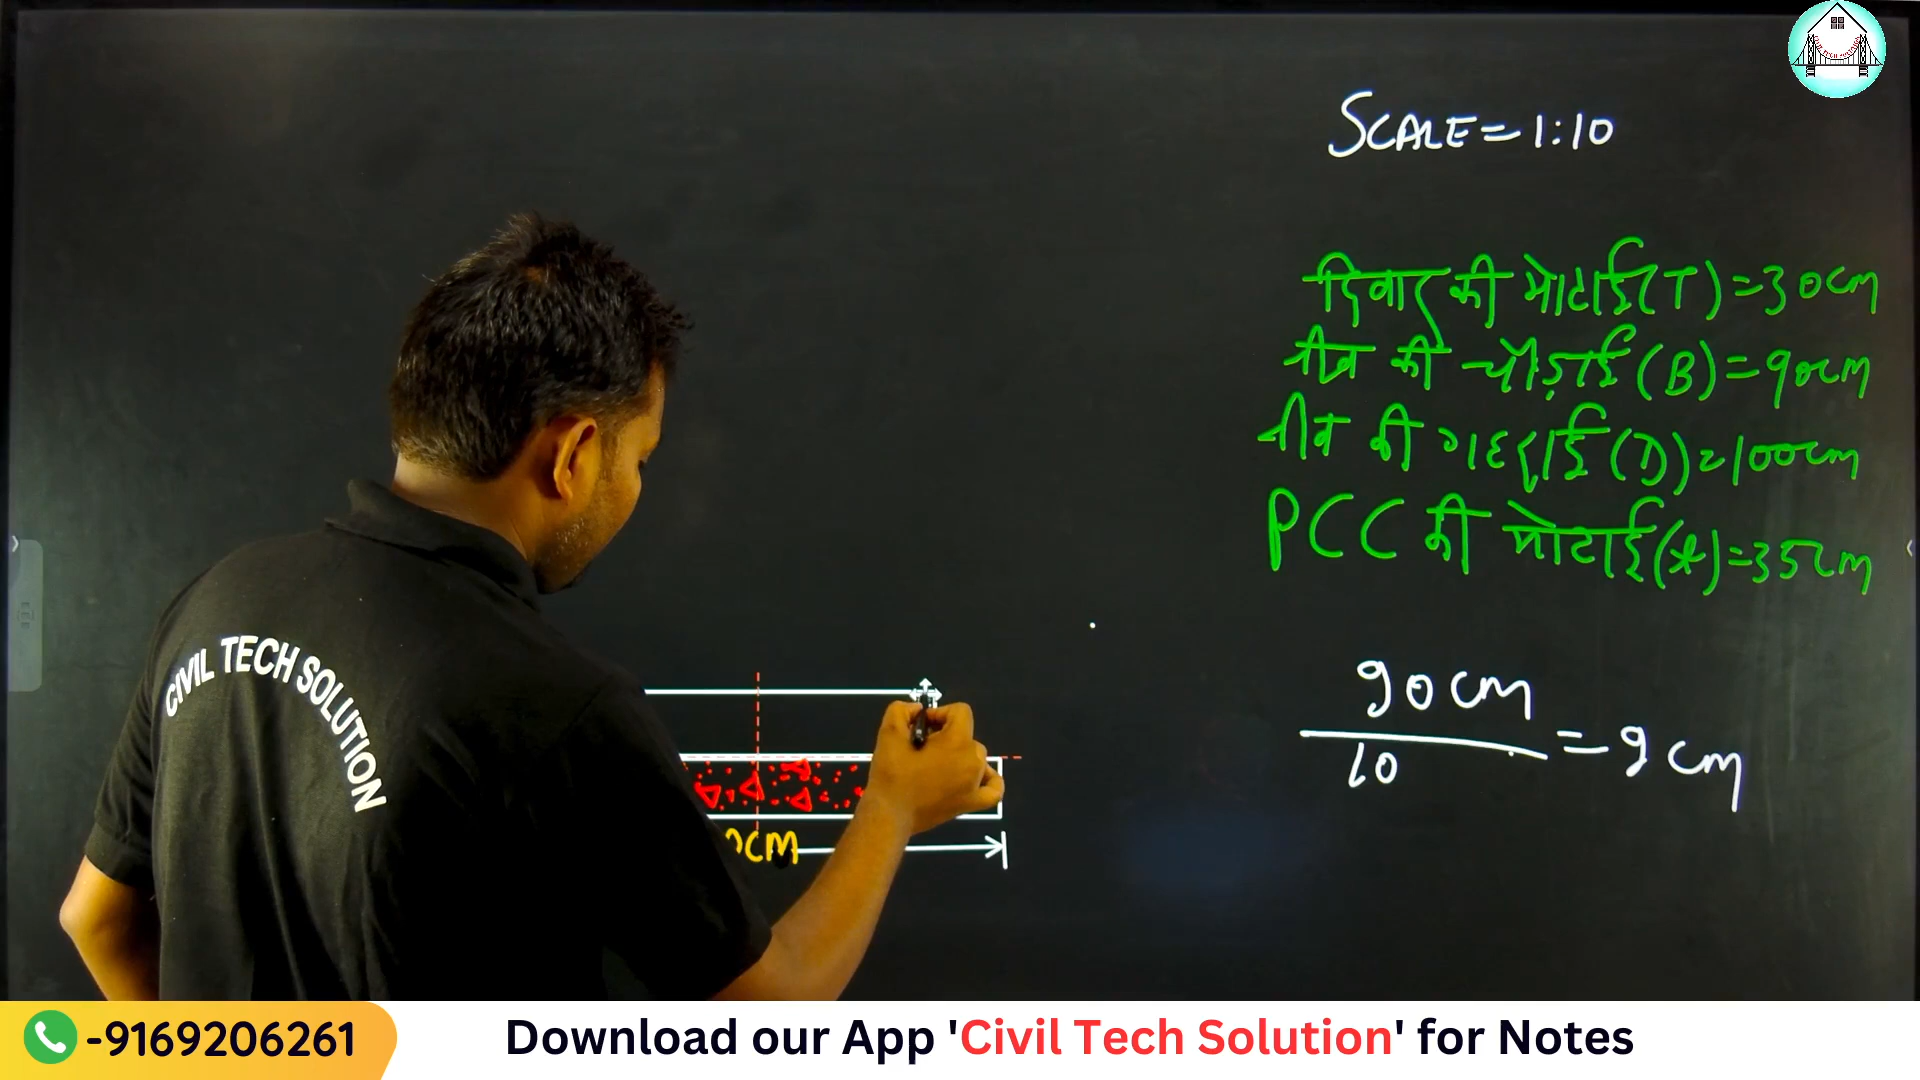 SCALE = 1:10
दिवार की मोटाई (T) = 30cm
नीव की चौड़ाई (B) = 90cm
नीव की गहराई (D) = 100cm
PCC की मोटाई (*) = 35cm
90cm
10
= 9 cm
0CM
CIVIL TECH SOLUTION
-9169206261
Download our App 'Civil Tech Solution' for Notes